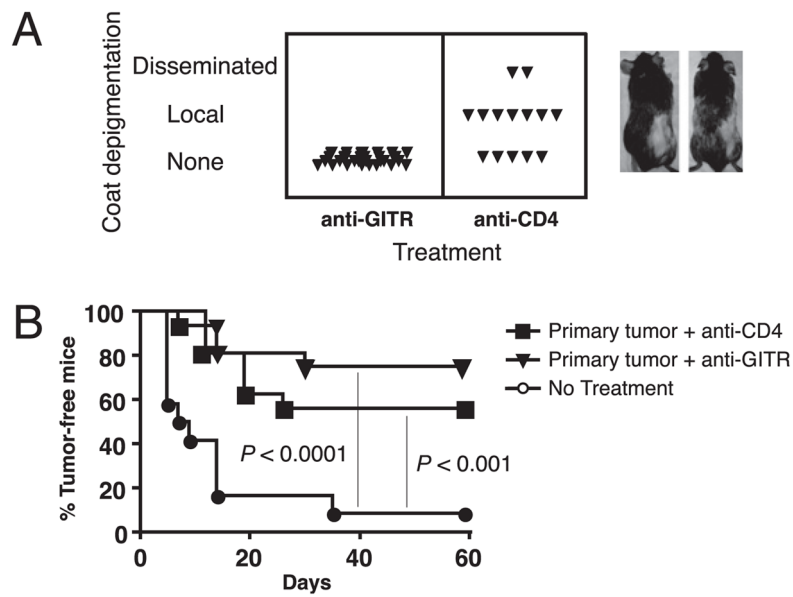 A
Coat depigmentation
Disseminated
Local
None
anti-GITR anti-CD4
Treatment
B
% Tumor-free mice
100
80
60
40
20
0
0 20 40 60
Days
P < 0.0001
P < 0.001
Primary tumor + anti-CD4
Primary tumor + anti-GITR
No Treatment